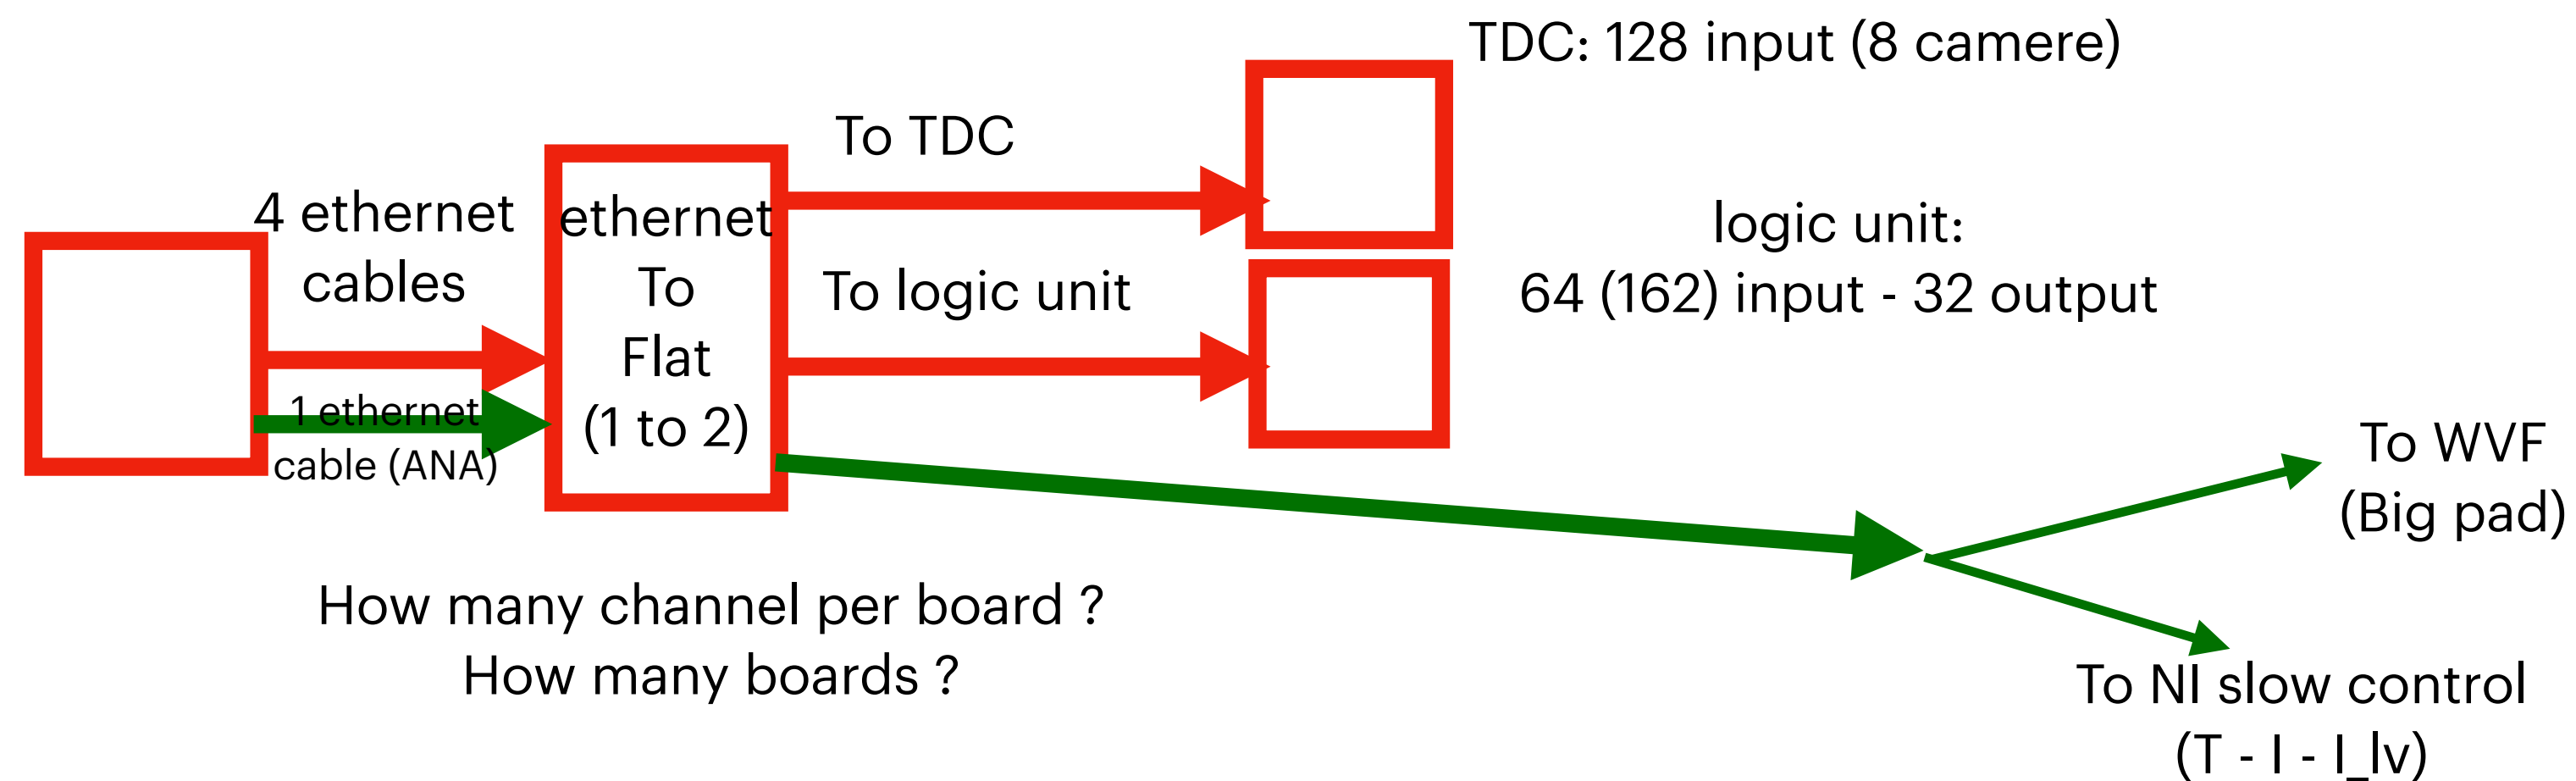 TDC: 128 input (8 camere)
To TDC
4 ethernet
cables
ethernet
To
Flat
(1 to 2)
logic unit:
64 (162) input - 32 output
To logic unit
1 ethernet
cable (ANA)
To WVF
(Big pad)
How many channel per board ?
How many boards ?
To NI slow control
(T - I - I_lv)